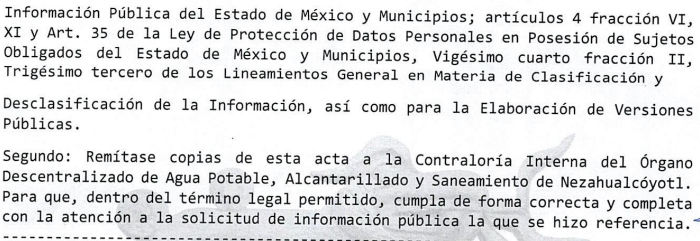 Información Pública del Estado de México y Municipios; artículos 4 fracción VI,
XI y Art. 35 de la Ley de Protección de Datos Personales en Posesión de Sujetos
Obligados del Estado de México y Municipios, Vigésimo cuarto fracción II,
Trigésimo tercero de los Lineamientos General en Materia de Clasificación y
Desclasificación de la Información, así como para la Elaboración de Versiones
Públicas.
Segundo: Remítase copias de esta acta a la Contraloría Interna del Órgano
Descentralizado de Agua Potable, Alcantarillado y Saneamiento de Nezahualcóyotl.
Para que, dentro del término legal permitido, cumpla de forma correcta y completa
con la atención a la solicitud de información pública la que se hizo referencia.
--------------------------------------------------------------------------------